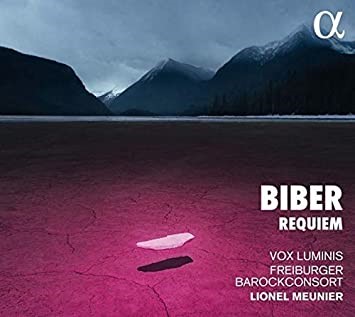 α
BIBER
REQUIEM
VOX LUMINIS
FREIBURGER
BAROCKCONSORT
LIONEL MEUNIER